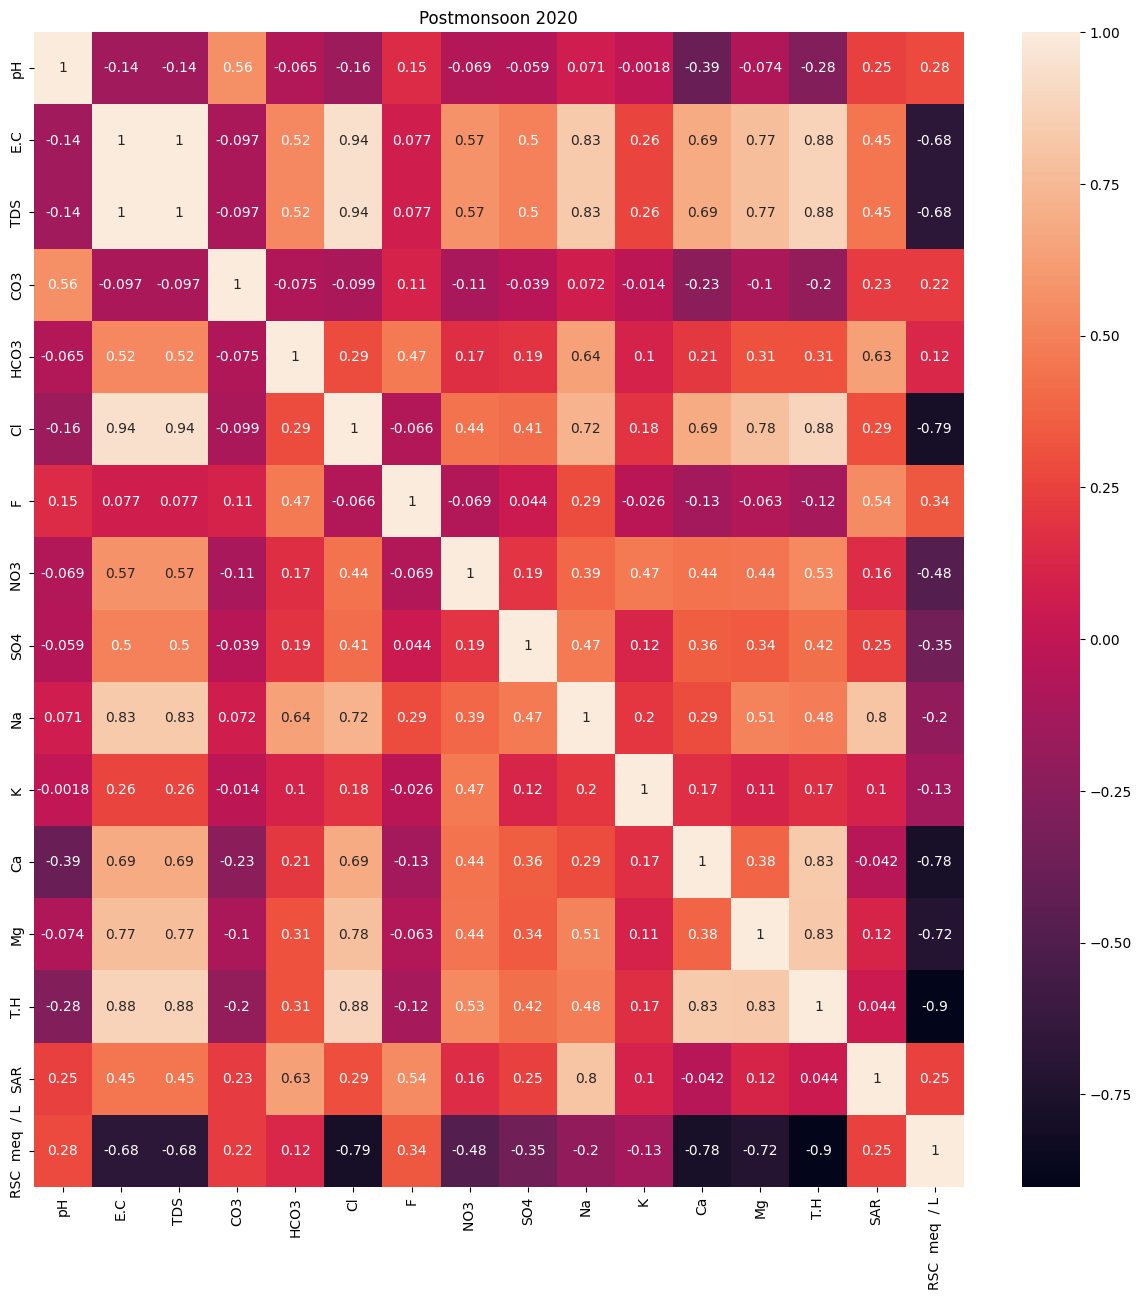 Postmonsoon 2020
pH 1 -0.14 -0.14 0.56 -0.065 -0.16 0.15 -0.069 -0.059 0.071 -0.0018 -0.39 -0.074 -0.28 0.25 0.28
E.C -0.14 1 1 -0.097 0.52 0.94 0.077 0.57 0.5 0.83 0.26 0.69 0.77 0.88 0.45 -0.68
TDS -0.14 1 1 -0.097 0.52 0.94 0.077 0.57 0.5 0.83 0.26 0.69 0.77 0.88 0.45 -0.68
CO3 0.56 -0.097 -0.097 1 -0.075 -0.099 0.11 -0.11 -0.039 0.072 -0.014 -0.23 -0.1 -0.2 0.23 0.22
HCO3 -0.065 0.52 0.52 -0.075 1 0.29 0.47 0.17 0.19 0.64 0.1 0.21 0.31 0.31 0.63 0.12
Cl -0.16 0.94 0.94 -0.099 0.29 1 -0.066 0.44 0.41 0.72 0.18 0.69 0.78 0.88 0.29 -0.79
F 0.15 0.077 0.077 0.11 0.47 -0.066 1 -0.069 0.044 0.29 -0.026 -0.13 -0.063 -0.12 0.54 0.34
NO3 -0.069 0.57 0.57 -0.11 0.17 0.44 -0.069 1 0.19 0.39 0.47 0.44 0.44 0.53 0.16 -0.48
SO4 -0.059 0.5 0.5 -0.039 0.19 0.41 0.044 0.19 1 0.47 0.12 0.36 0.34 0.42 0.25 -0.35
Na 0.071 0.83 0.83 0.072 0.64 0.72 0.29 0.39 0.47 1 0.2 0.29 0.51 0.48 0.8 -0.2
K -0.0018 0.26 0.26 -0.014 0.1 0.18 -0.026 0.47 0.12 0.2 1 0.17 0.11 0.17 0.1 -0.13
Ca -0.39 0.69 0.69 -0.23 0.21 0.69 -0.13 0.44 0.36 0.29 0.17 1 0.38 0.83 -0.042 -0.78
Mg -0.074 0.77 0.77 -0.1 0.31 0.78 -0.063 0.44 0.34 0.51 0.11 0.38 1 0.83 0.12 -0.72
T.H -0.28 0.88 0.88 -0.2 0.31 0.88 -0.12 0.53 0.42 0.48 0.17 0.83 0.83 1 0.044 -0.9
SAR 0.25 0.45 0.45 0.23 0.63 0.29 0.54 0.16 0.25 0.8 0.1 -0.042 0.12 0.044 1 0.25
RSC meq / L 0.28 -0.68 -0.68 0.22 0.12 -0.79 0.34 -0.48 -0.35 -0.2 -0.13 -0.78 -0.72 -0.9 0.25 1
pH E.C TDS CO3 HCO3 Cl F NO3 SO4 Na K Ca Mg T.H SAR RSC meq / L
1.00
0.75
0.50
0.25
0.00
−0.25
−0.50
−0.75